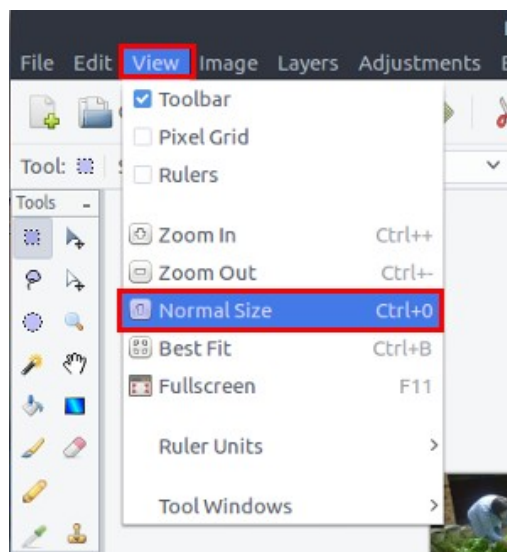 File Edit View Image Layers Adjustments
Toolbar
Pixel Grid
Tool:
Rulers
Tools
Zoom In Ctrl++
Zoom Out Ctrl+-
Normal Size Ctrl+0
Best Fit Ctrl+B
Fullscreen F11
Ruler Units
Tool Windows